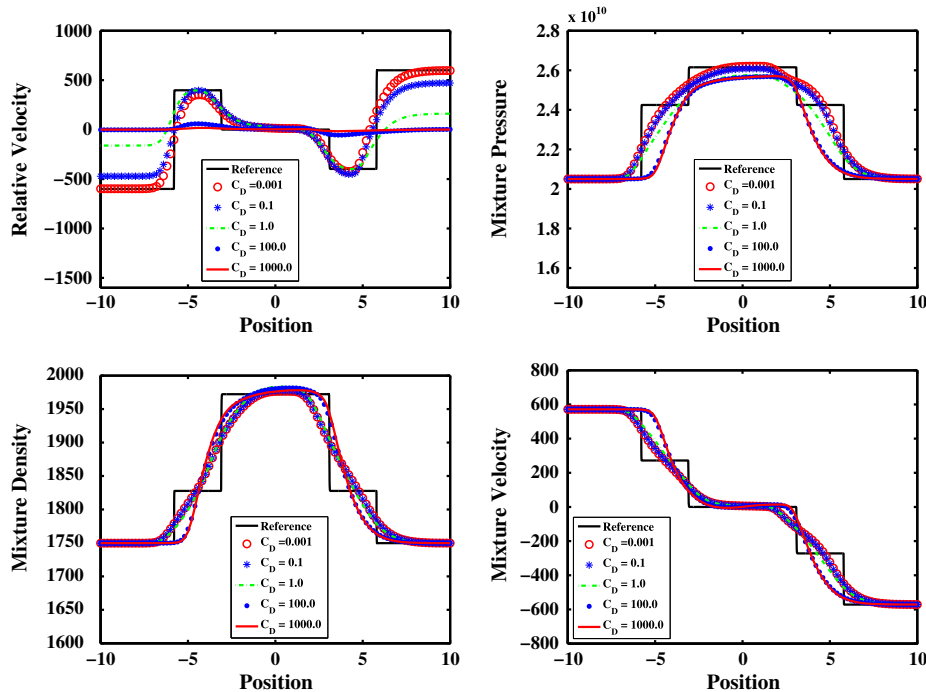 1000
500
0
−500
−1000
−1500
−10
−5
0
5
10
Relative Velocity
Position
Reference
C_D =0.001
C_D = 0.1
C_D = 1.0
C_D = 100.0
C_D = 1000.0
x 10^10
2.8
2.6
2.4
2.2
2
1.8
1.6
−10
−5
0
5
10
Mixture Pressure
Position
Reference
C_D =0.001
C_D = 0.1
C_D = 1.0
C_D = 100.0
C_D = 1000.0
2000
1950
1900
1850
1800
1750
1700
1650
1600
−10
−5
0
5
10
Mixture Density
Position
Reference
C_D =0.001
C_D = 0.1
C_D = 1.0
C_D = 100.0
C_D = 1000.0
800
600
400
200
0
−200
−400
−600
−800
−10
−5
0
5
10
Mixture Velocity
Position
Reference
C_D =0.001
C_D = 0.1
C_D = 1.0
C_D = 100.0
C_D = 1000.0